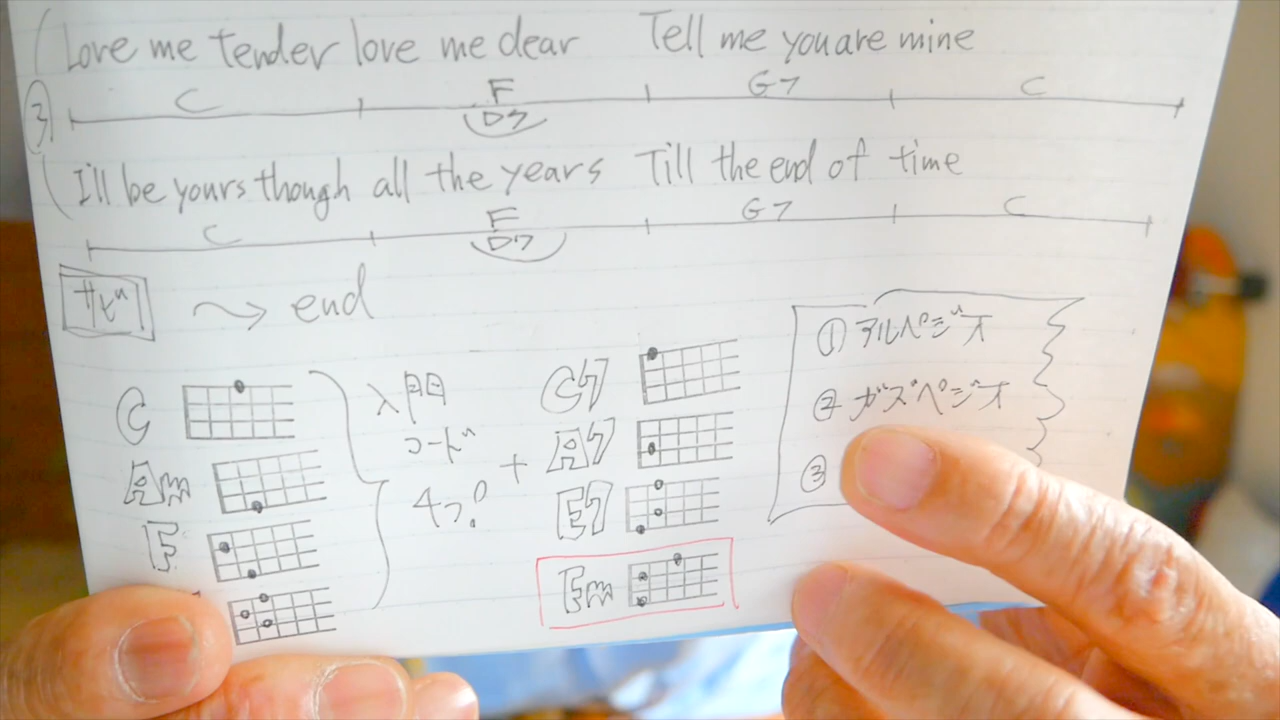 Love me tender love me dear Tell me you are mine
③ C F G7 C
D7
I'll be yours though all the years Till the end of time
C F G7 C
D7
サビ 〜→ end
C
Am
F
入門
コード
4つ。
+
C7
A7
E7
Fm
① アルペジオ
② ガズペジオ
③